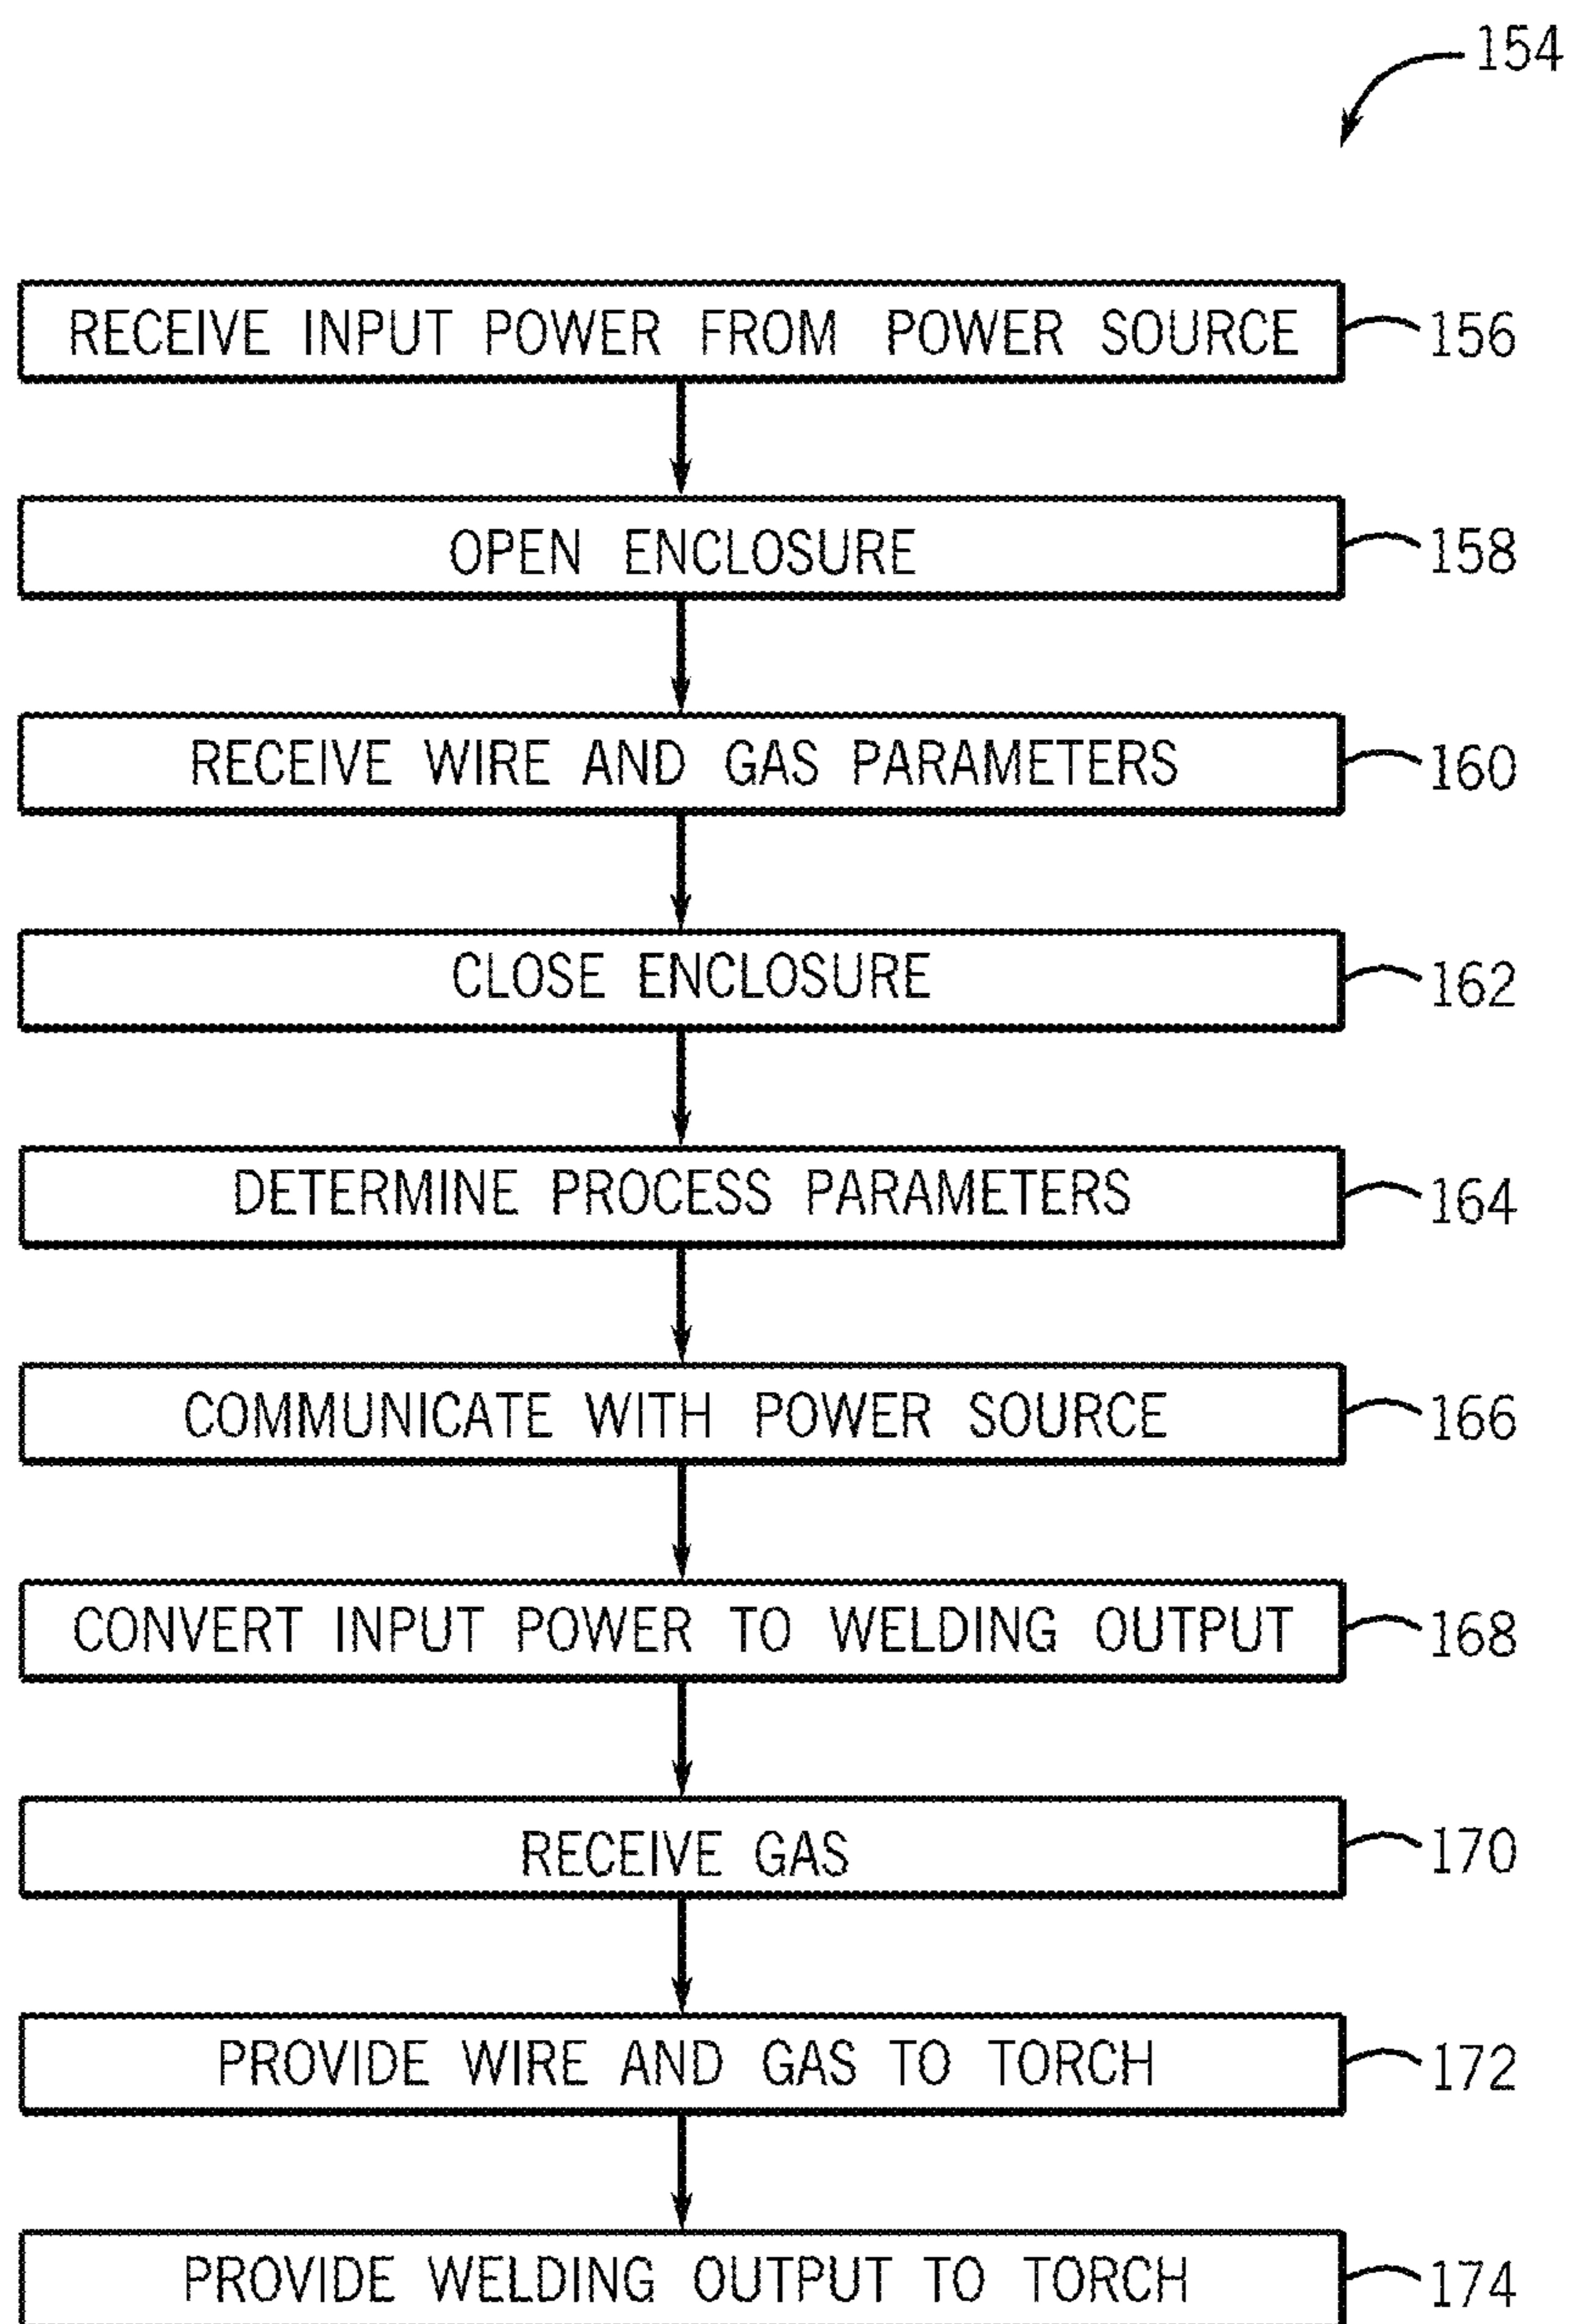 154
RECEIVE INPUT POWER FROM POWER SOURCE 156
OPEN ENCLOSURE 158
RECEIVE WIRE AND GAS PARAMETERS 160
CLOSE ENCLOSURE 162
DETERMINE PROCESS PARAMETERS 164
COMMUNICATE WITH POWER SOURCE 166
CONVERT INPUT POWER TO WELDING OUTPUT 168
RECEIVE GAS 170
PROVIDE WIRE AND GAS TO TORCH 172
PROVIDE WELDING OUTPUT TO TORCH 174